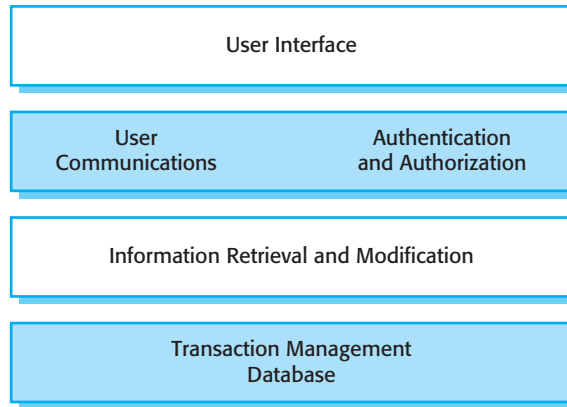 User Interface
User
Communications
Authentication
and Authorization
Information Retrieval and Modification
Transaction Management
Database